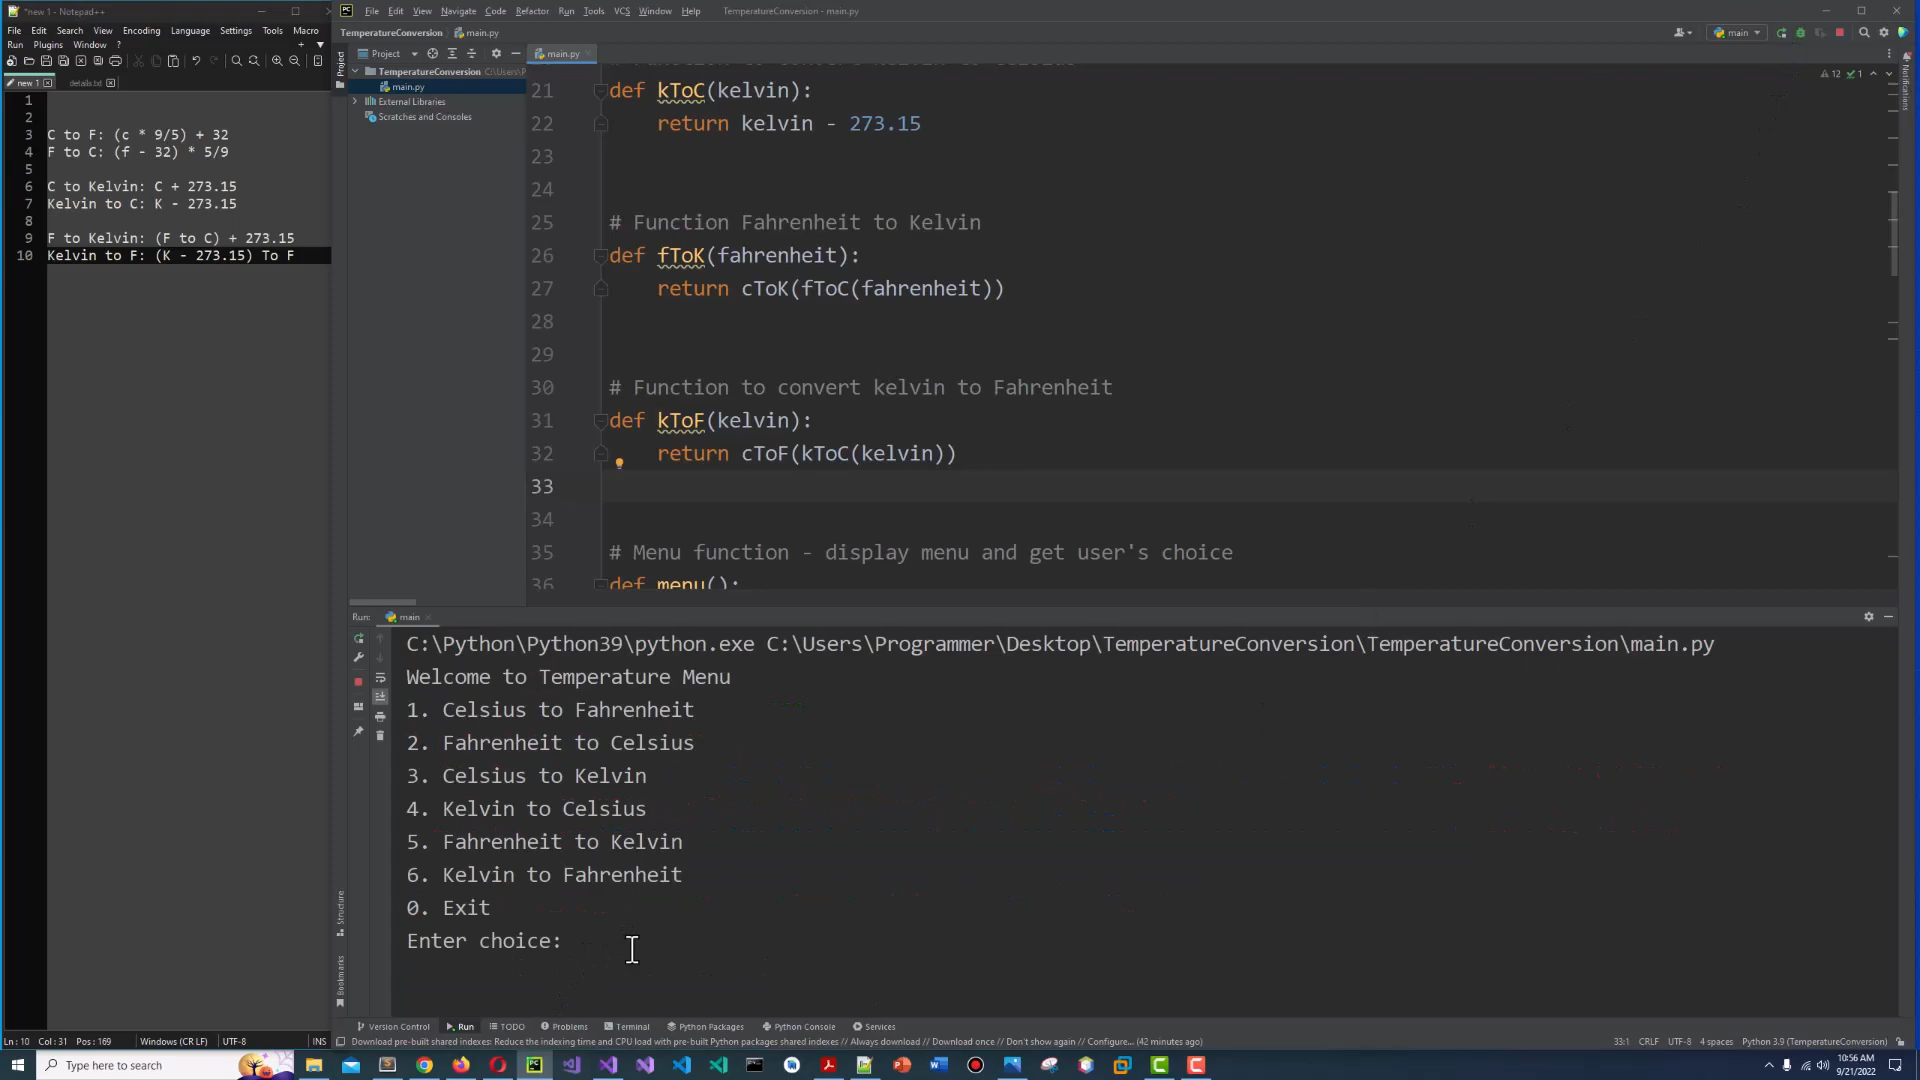 *new 1 - Notepad++
File Edit Search View Encoding Language Settings Tools Macro
Run Plugins Window ?
new 1 details.txt
1
2
3 C to F: (c * 9/5) + 32
4 F to C: (f - 32) * 5/9
5
6 C to Kelvin: C + 273.15
7 Kelvin to C: K - 273.15
8
9 F to Kelvin: (F to C) + 273.15
10 Kelvin to F: (K - 273.15) To F
Ln: 10 Col: 31 Pos: 169 Windows (CR LF) UTF-8 INS
File Edit View Navigate Code Refactor Run Tools VCS Window Help TemperatureConversion - main.py
TemperatureConversion main.py
main
Project
main.py
TemperatureConversion C:\Users\P
main.py
External Libraries
Scratches and Consoles
Project
Notifications
12 1
21 def kToC(kelvin):
22 return kelvin - 273.15
23
24
25 # Function Fahrenheit to Kelvin
26 def fToK(fahrenheit):
27 return cToK(fToC(fahrenheit))
28
29
30 # Function to convert kelvin to Fahrenheit
31 def kToF(kelvin):
32 return cToF(kToC(kelvin))
33
34
35 # Menu function - display menu and get user's choice
36 def menu():
Run: main
C:\Python\Python39\python.exe C:\Users\Programmer\Desktop\TemperatureConversion\TemperatureConversion\main.py
Welcome to Temperature Menu
1. Celsius to Fahrenheit
2. Fahrenheit to Celsius
3. Celsius to Kelvin
4. Kelvin to Celsius
5. Fahrenheit to Kelvin
6. Kelvin to Fahrenheit
0. Exit
Enter choice:
Structure
Bookmarks
Version Control Run TODO Problems Terminal Python Packages Python Console Services
Download pre-built shared indexes: Reduce the indexing time and CPU load with pre-built Python packages shared indexes // Always download // Download once // Don't show again // Configure... (42 minutes ago)
33:1 CRLF UTF-8 4 spaces Python 3.9 (TemperatureConversion)
Type here to search
10:56 AM
9/21/2022